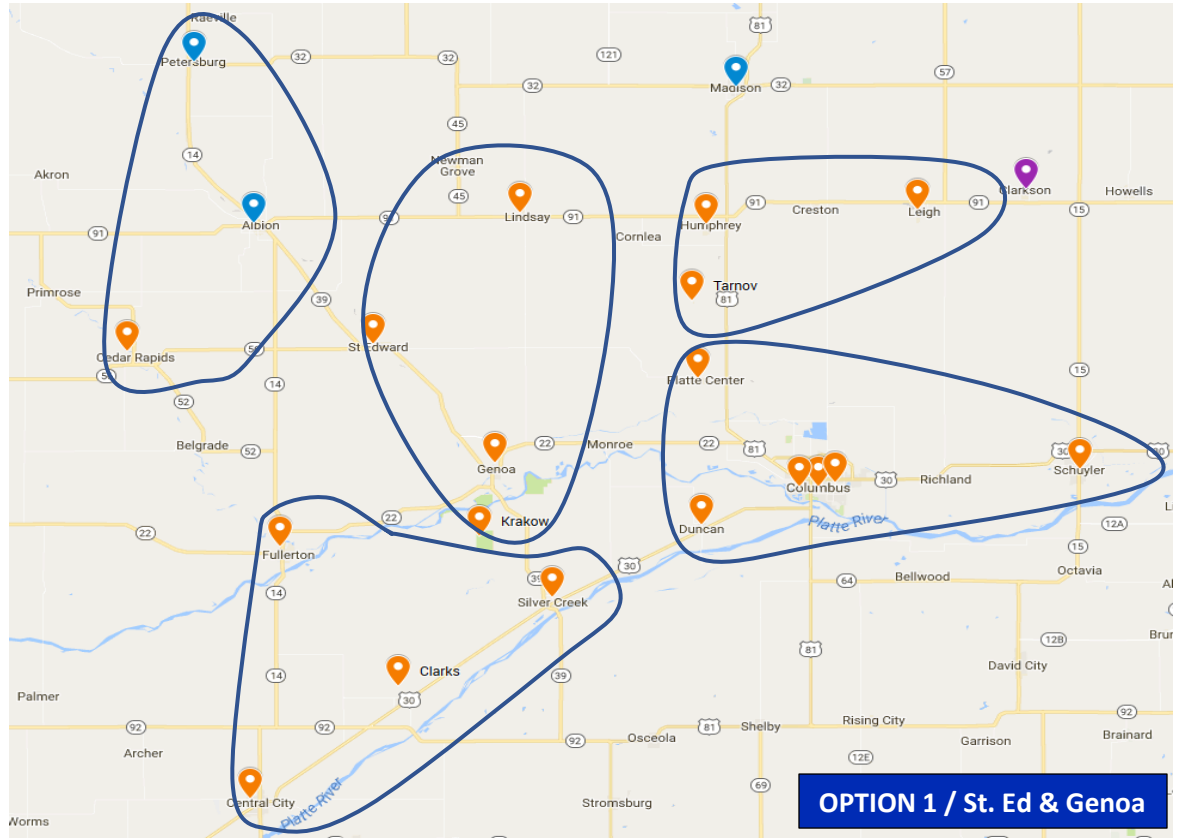 Raeville
81
Petersburg
32
121
32
57
Madison
32
32
45
14
Newman
Grove
Akron
45
Clarkson
Howells
Lindsay
91
Albion
91
91
Humphrey
91
Creston
Leigh
91
15
91
Cornlea
Primrose
39
Tarnov
81
St Edward
56
Cedar Rapids
56
14
Platte Center
15
52
Belgrade
52
22
Monroe
22
81
81
Genoa
30
Schuyler
30
Columbus
30
Richland
22
Krakow
Duncan
Platte River
12A
22
Fullerton
15
30
39
64
Bellwood
Octavia
14
Silver Creek
12B
81
David City
14
Clarks
39
30
Palmer
92
92
92
81
Shelby
Rising City
92
Osceola
Garrison
Brainard
Archer
12E
69
Central City
Platte River
Stromsburg
Worms
OPTION 1 / St. Ed & Genoa